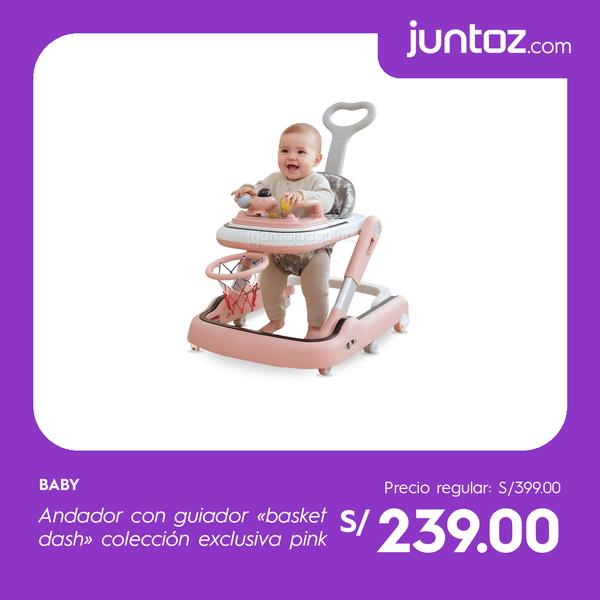 juntoz.com
BABY
Andador con guiador «basket
dash» colección exclusiva pink
Precio regular: S/399.00
S/ 239.00